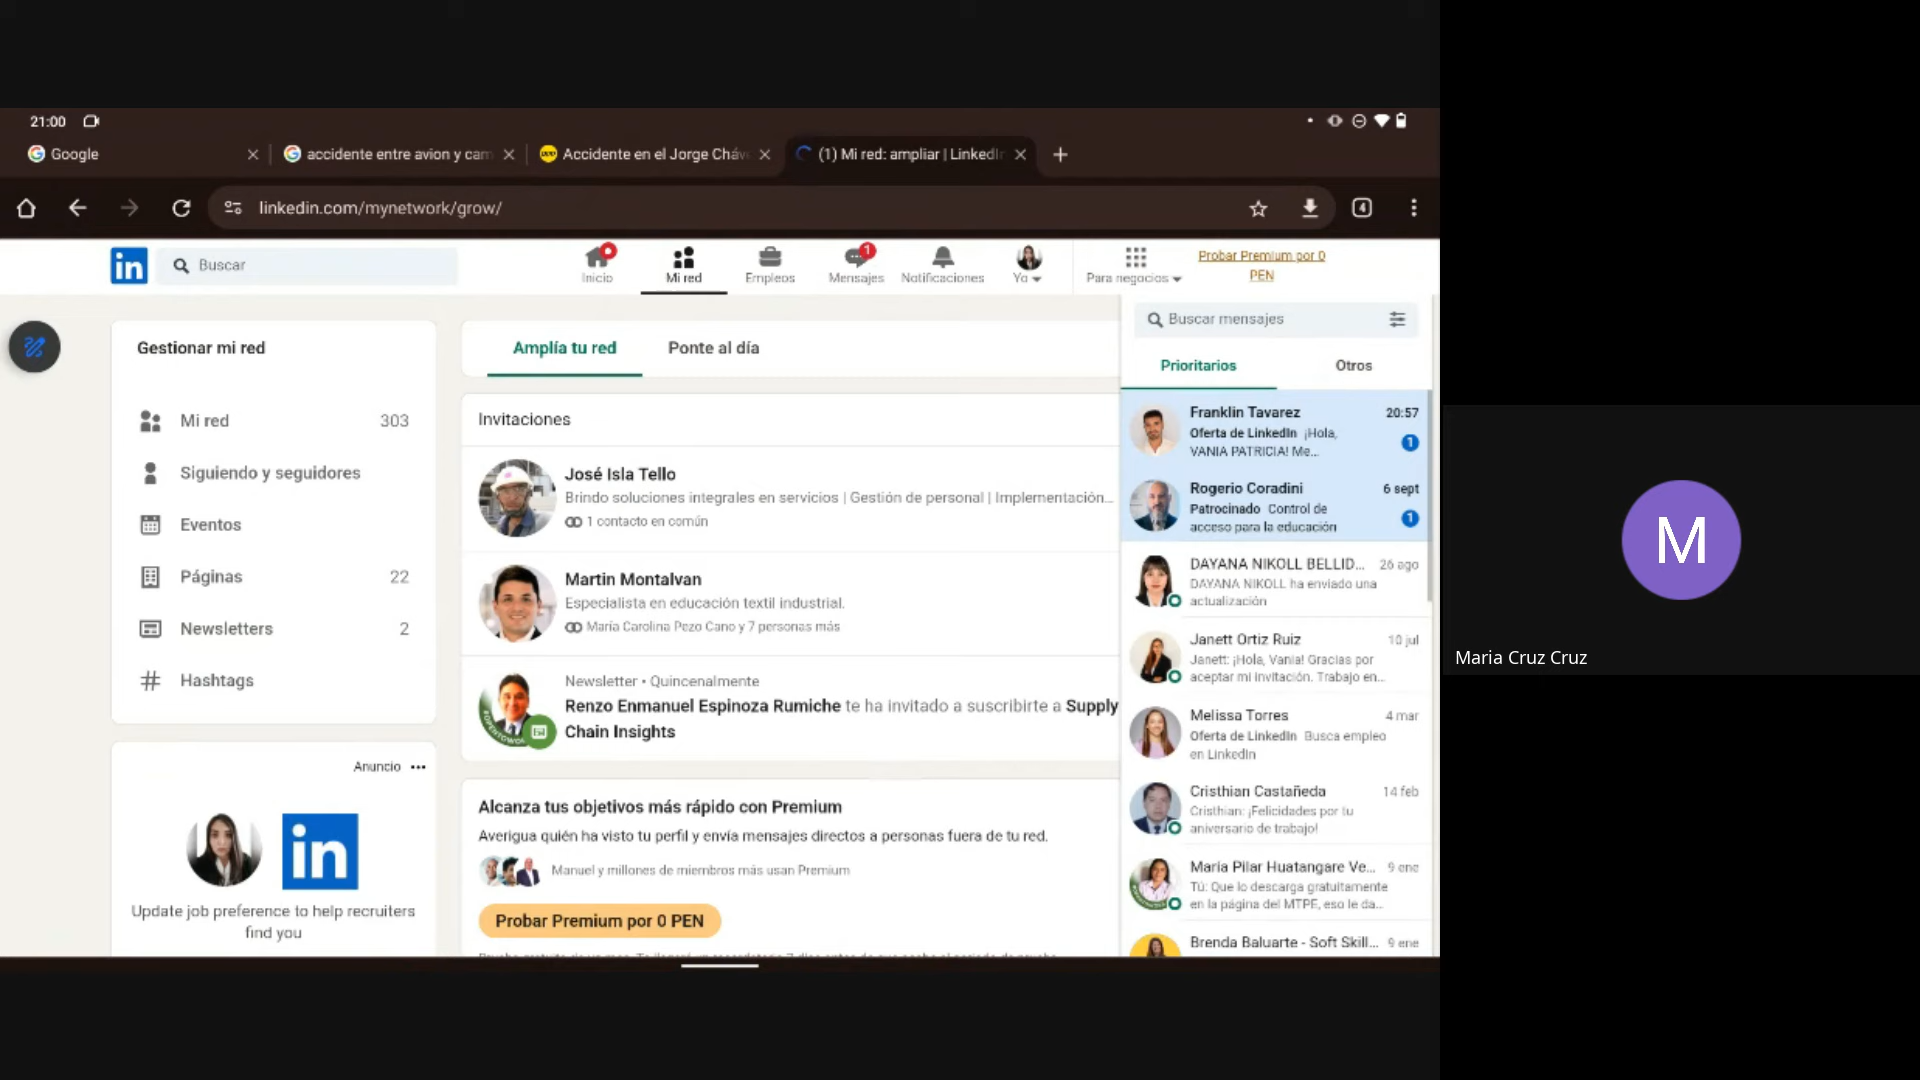 21:00
Google
accidente entre avion y cam
Accidente en el Jorge Cháv
(1) Mi red: ampliar | LinkedIn
4
linkedin.com/mynetwork/grow/
in
Buscar
Inicio
Mi red
Empleos
1
Mensajes
Notificaciones
Yo
Para negocios
Probar Premium por 0
PEN
Gestionar mi red
Mi red 303
Siguiendo y seguidores
Eventos
Páginas 22
Newsletters 2
Hashtags
Anuncio
in
Update job preference to help recruiters
find you
Amplía tu red
Ponte al día
Invitaciones
José Isla Tello
Brindo soluciones integrales en servicios | Gestión de personal | Implementación...
1 contacto en común
Martin Montalvan
Especialista en educación textil industrial.
María Carolina Pezo Cano y 7 personas más
Newsletter • Quincenalmente
Renzo Enmanuel Espinoza Rumiche te ha invitado a suscribirte a Supply
Chain Insights
Alcanza tus objetivos más rápido con Premium
Averigua quién ha visto tu perfil y envía mensajes directos a personas fuera de tu red.
Manuel y millones de miembros más usan Premium
Probar Premium por 0 PEN
Buscar mensajes
Prioritarios
Otros
Franklin Tavarez 20:57
Oferta de LinkedIn ¡Hola, 1
VANIA PATRICIA! Me...
Rogerio Coradini 6 sept
Patrocinado Control de 1
acceso para la educación
DAYANA NIKOLL BELLID... 26 ago
DAYANA NIKOLL ha enviado una
actualización
Janett Ortiz Ruiz 10 jul
Janett: ¡Hola, Vania! Gracias por
aceptar mi invitación. Trabajo en...
Melissa Torres 4 mar
Oferta de LinkedIn Busca empleo
en LinkedIn
Cristhian Castañeda 14 feb
Cristhian: ¡Felicidades por tu
aniversario de trabajo!
María Pilar Huatangare Ve... 9 ene
Tú: Que lo descarga gratuitamente
en la página del MTPE, eso le da...
Brenda Baluarte - Soft Skill... 9 ene
M
Maria Cruz Cruz